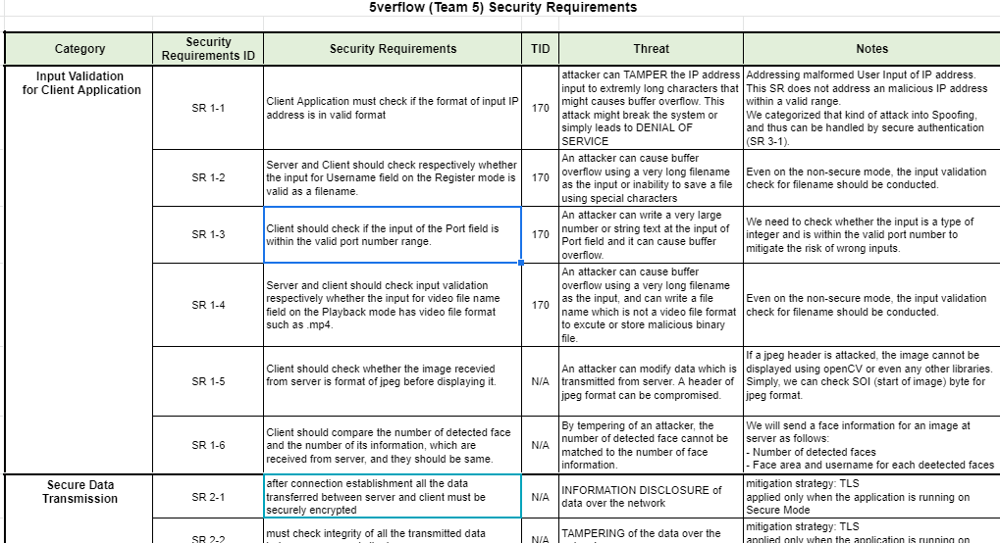 5verflow (Team 5) Security Requirements
Category
Security
Requirements ID
Security Requirements
TID
Threat
Notes
Input Validation
for Client Application
SR 1-1
Client Application must check if the format of input IP
address is in valid format
170
attacker can TAMPER the IP address
input to extremly long characters that
might causes buffer overflow. This
attack might break the system or
simply leads to DENIAL OF
SERVICE
Addressing malformed User Input of IP address.
This SR does not address an malicious IP address
within a valid range.
We categorized that kind of attack into Spoofing,
and thus can be handled by secure authentication
(SR 3-1).
SR 1-2
Server and Client should check respectively whether
the input for Username field on the Register mode is
valid as a filename.
170
An attacker can cause buffer
overflow using a very long filename
as the input or inability to save a file
using special characters
Even on the non-secure mode, the input validation
check for filename should be conducted.
SR 1-3
Client should check if the input of the Port field is
within the valid port number range.
170
An attacker can write a very large
number or string text at the input of
Port field and it can cause buffer
overflow.
We need to check whether the input is a type of
integer and is within the valid port number to
mitigate the risk of wrong inputs.
SR 1-4
Server and client should check input validation
respectively whether the input for video file name
field on the Playback mode has video file format
such as .mp4.
170
An attacker can cause buffer
overflow using a very long filename
as the input, and can write a file
name which is not a video file format
to excute or store malicious binary
file.
Even on the non-secure mode, the input validation
check for filename should be conducted.
SR 1-5
Client should check whether the image recevied
from server is format of jpeg before displaying it.
N/A
An attacker can modify data which is
transmitted from server. A header of
jpeg format can be compromised.
If a jpeg header is attacked, the image cannot be
displayed using openCV or even any other libraries.
Simply, we can check SOI (start of image) byte for
jpeg format.
SR 1-6
Client should compare the number of detected face
and the number of its information, which are
received from server, and they should be same.
N/A
By tempering of an attacker, the
number of detected face cannot be
matched to the number of face
information.
We will send a face information for an image at
server as follows:
- Number of detected faces
- Face area and username for each deetected faces
Secure Data
Transmission
SR 2-1
after connection establishment all the data
transferred between server and client must be
securely encrypted
N/A
INFORMATION DISCLOSURE of
data over the network
mitigation strategy: TLS
applied only when the application is running on
Secure Mode
SR 2-2
must check integrity of all the transmitted data
N/A
TAMPERING of the data over the
mitigation strategy: TLS
applied only when the application is running on